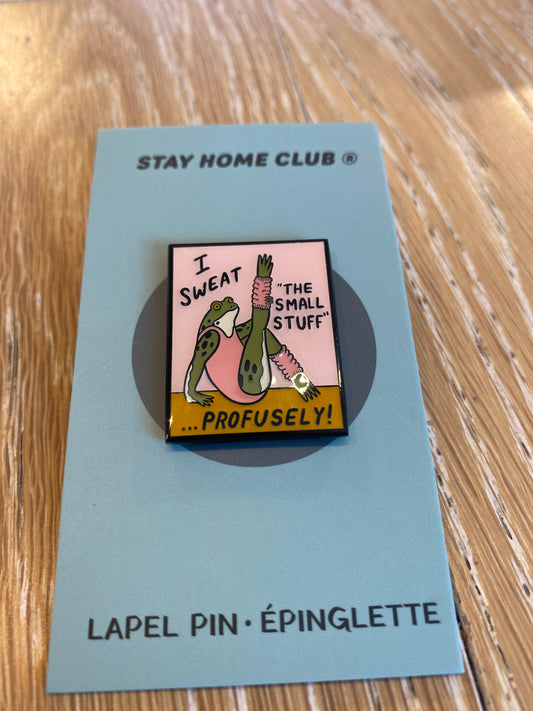 STAY HOME CLUB ®
I
SWEAT
"THE
SMALL
STUFF"
...PROFUSELY!
LAPEL PIN • ÉPINGLETTE